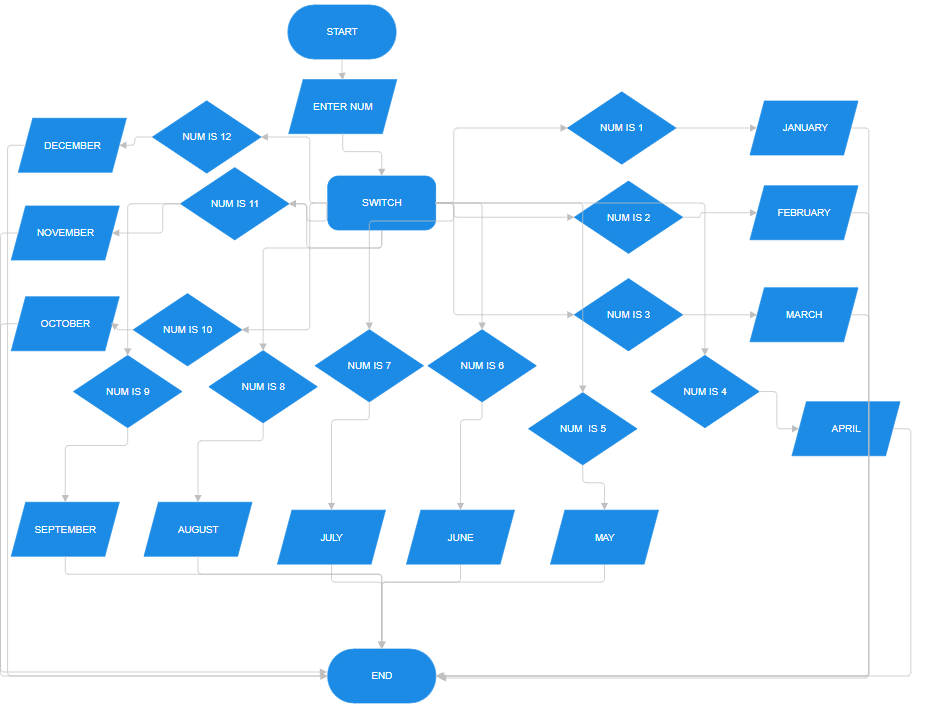 START
ENTER NUM
NUM IS 1
JANUARY
NUM IS 12
DECEMBER
SWITCH
NUM IS 11
NUM IS 2
FEBRUARY
NOVEMBER
NUM IS 3
MARCH
OCTOBER
NUM IS 10
NUM IS 7
NUM IS 6
NUM IS 9
NUM IS 8
NUM IS 4
NUM  IS 5
APRIL
SEPTEMBER
AUGUST
JULY
JUNE
MAY
END